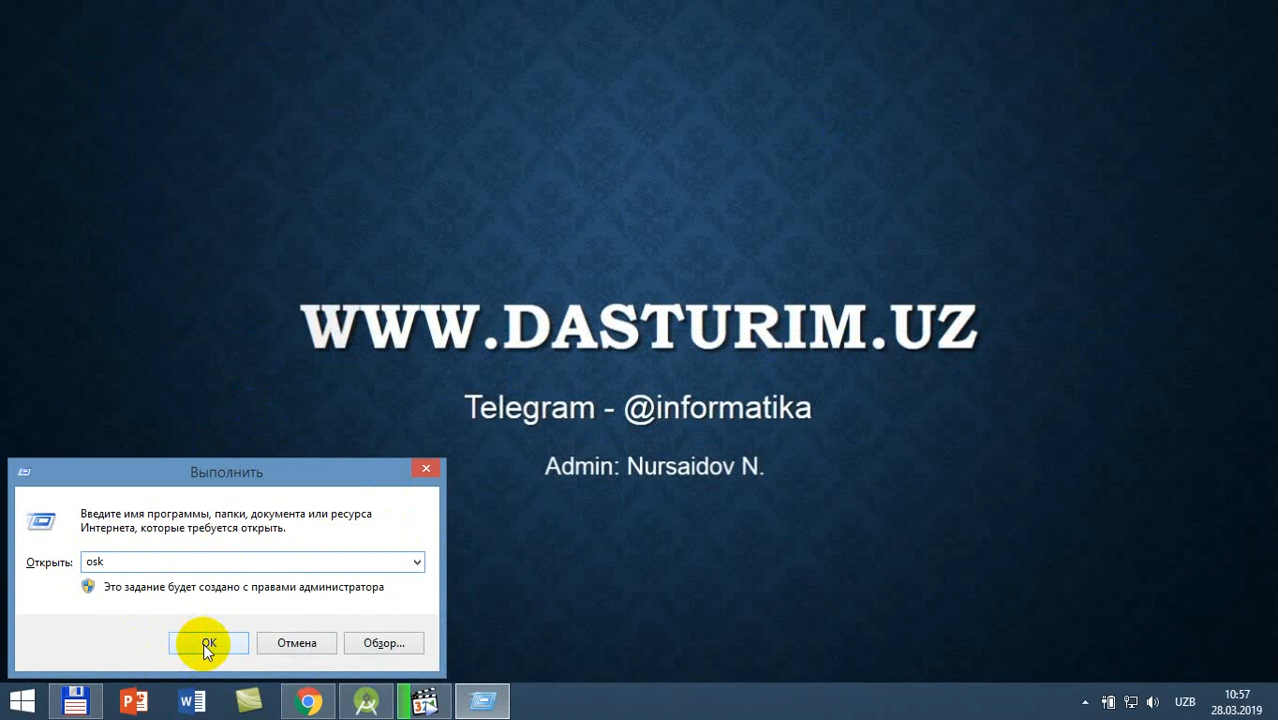 WWW.DASTURIM.UZ
Telegram - @informatika
Admin: Nursaidov N.
Выполнить
Введите имя программы, папки, документа или ресурса
Интернета, которые требуется открыть.
Открыть: osk
Это задание будет создано с правами администратора
ОК Отмена Обзор...
UZB
10:57
28.03.2019